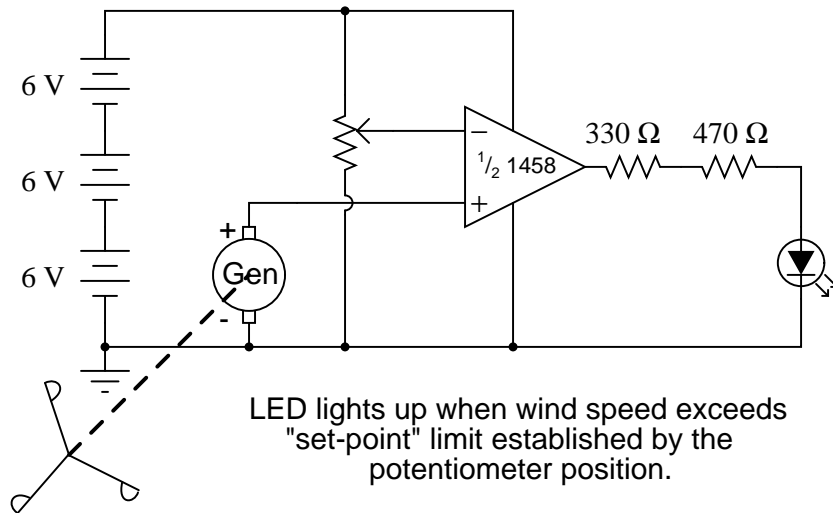 6 V
6 V
6 V
+
Gen
-
−
+
1/2 1458
330 Ω
470 Ω
LED lights up when wind speed exceeds
"set-point" limit established by the
potentiometer position.